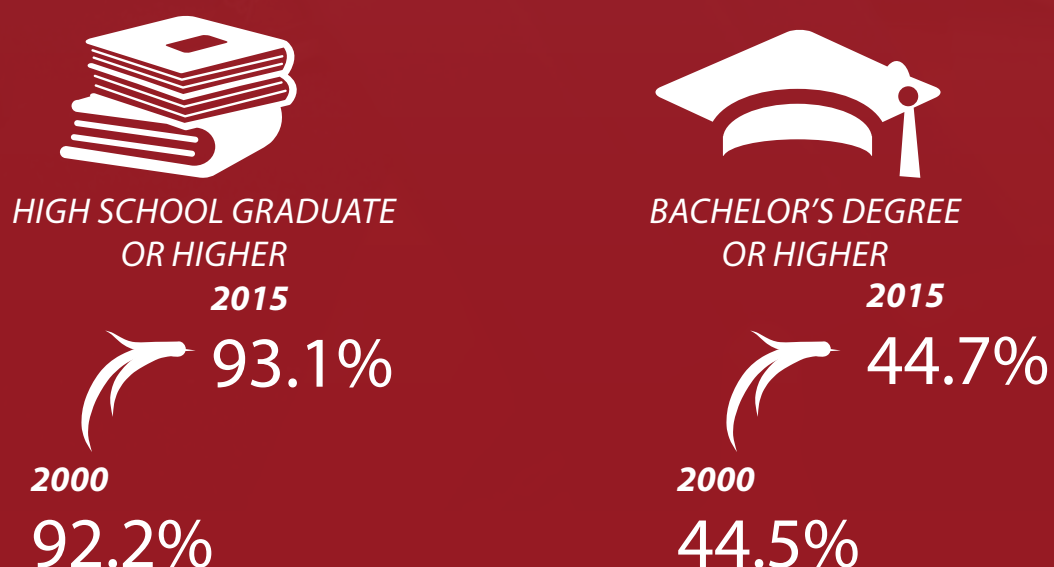 HIGH SCHOOL GRADUATE
OR HIGHER
2015
93.1%
2000
92.2%
BACHELOR'S DEGREE
OR HIGHER
2015
44.7%
2000
44.5%